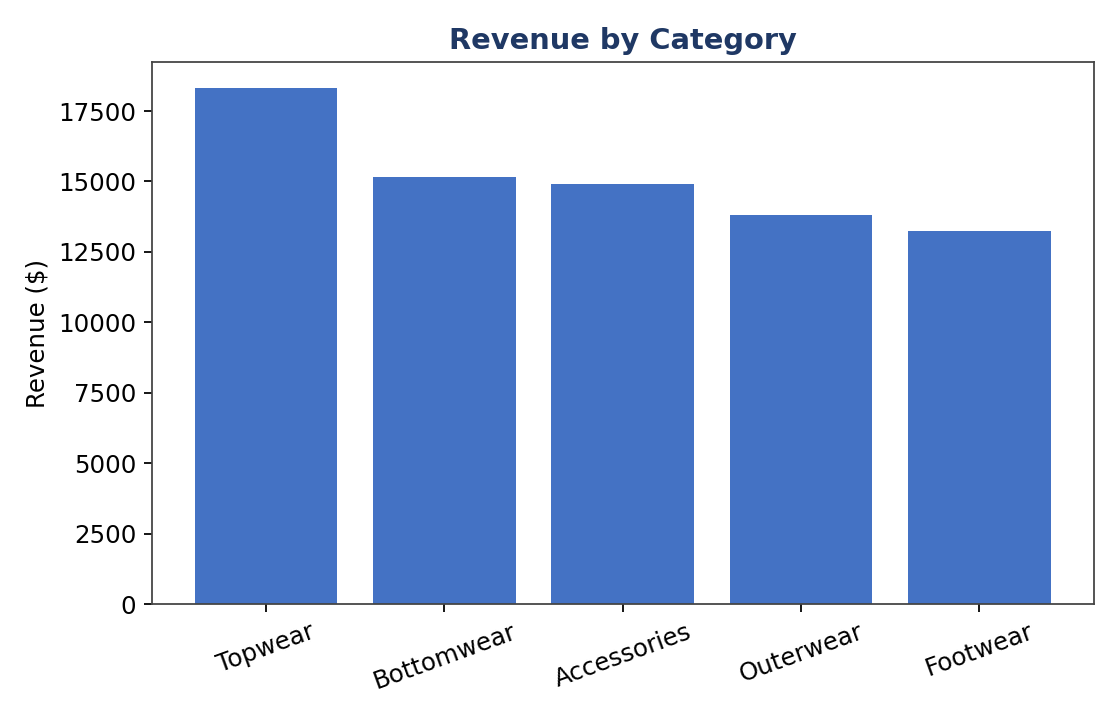 Revenue by Category
Revenue ($)
17500
15000
12500
10000
7500
5000
2500
0
Topwear
Bottomwear
Accessories
Outerwear
Footwear